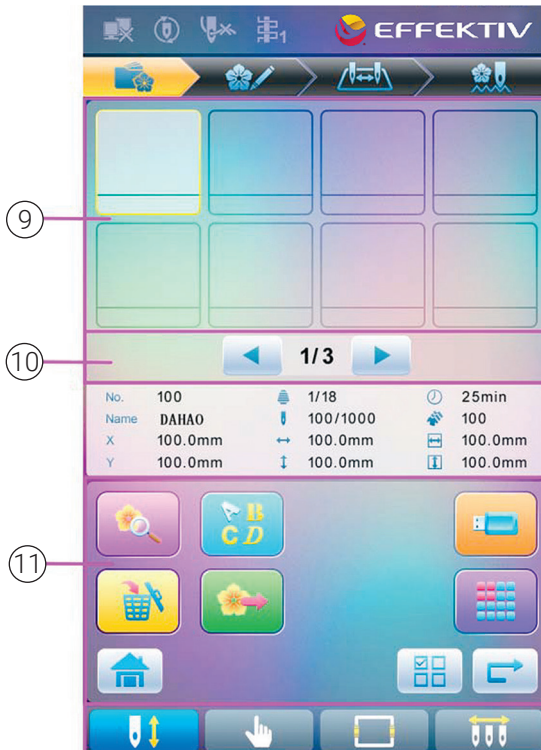 1
EFFEKTIV
9
10
1/3
No. 100 1/18 25min
Name DAHAO 100/1000 100
X 100.0mm 100.0mm 100.0mm
Y 100.0mm 100.0mm 100.0mm
11
A B
C D